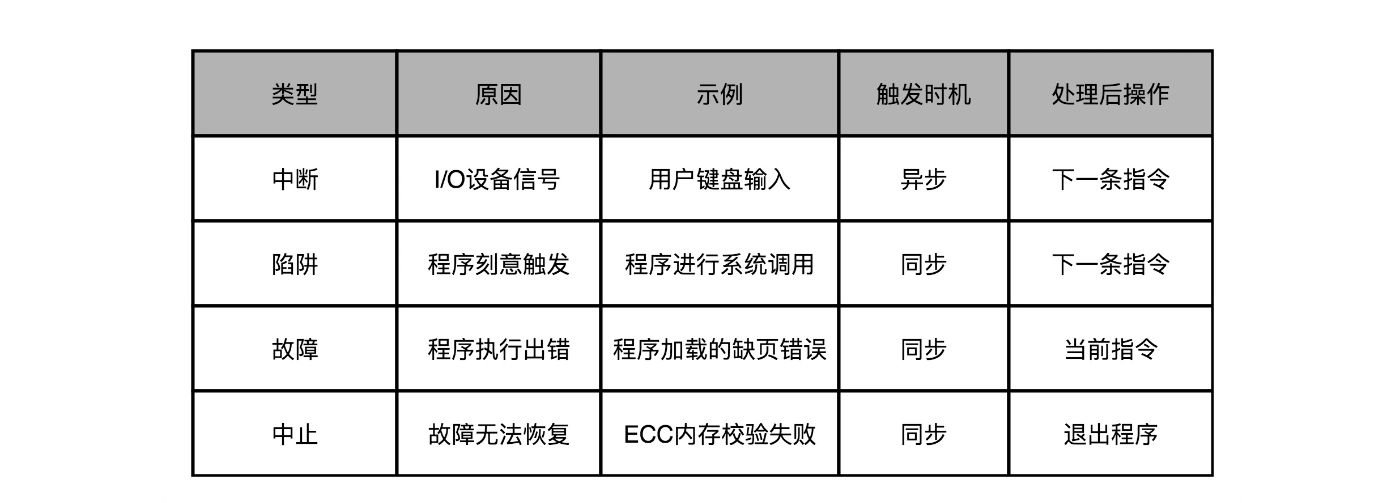 类型 原因 示例 触发时机 处理后操作
中断 I/O设备信号 用户键盘输入 异步 下一条指令
陷阱 程序刻意触发 程序进行系统调用 同步 下一条指令
故障 程序执行出错 程序加载的缺页错误 同步 当前指令
中止 故障无法恢复 ECC内存校验失败 同步 退出程序